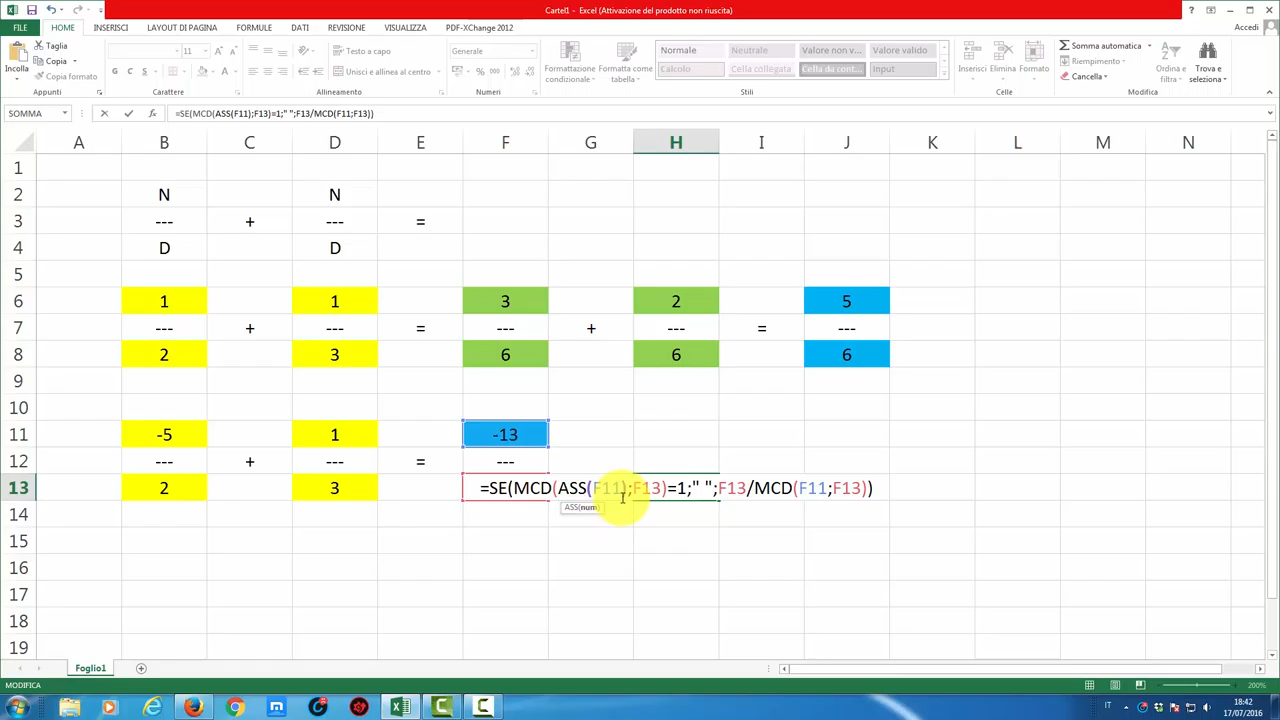 Cartel1 - Excel (Attivazione del prodotto non riuscita)
FILE HOME INSERISCI LAYOUT DI PAGINA FORMULE DATI REVISIONE VISUALIZZA PDF-XChange 2012 Accedi
Incolla
Taglia
Copia
Copia formato
Appunti
11
G C S
Carattere
Testo a capo
Unisci e allinea al centro
Allineamento
Generale
Numeri
Formattazione condizionale
Formatta come tabella
Normale Neutrale Valore non v... Valore valido
Calcolo Cella collegata Cella da cont... Input
Stili
Inserisci Elimina Formato
Celle
Somma automatica
Cancella
Ordina e filtra
Trova e seleziona
Modifica
SOMMA =SE(MCD(ASS(F11);F13)=1;" ";F13/MCD(F11;F13))
A B C D E F G H I J K L M N
1
2 N N
3 --- + --- =
4 D D
5
6 1 1 3 2 5
7 --- + --- = --- + --- = ---
8 2 3 6 6 6
9
10
11 -5 1 -13
12 --- + --- = ---
13 2 3 =SE(MCD(ASS(F11);F13)=1;" ";F13/MCD(F11;F13))
ASS(num)
14
15
16
17
18
19
Foglio1
MODIFICA 200%
IT 18:42
17/07/2016